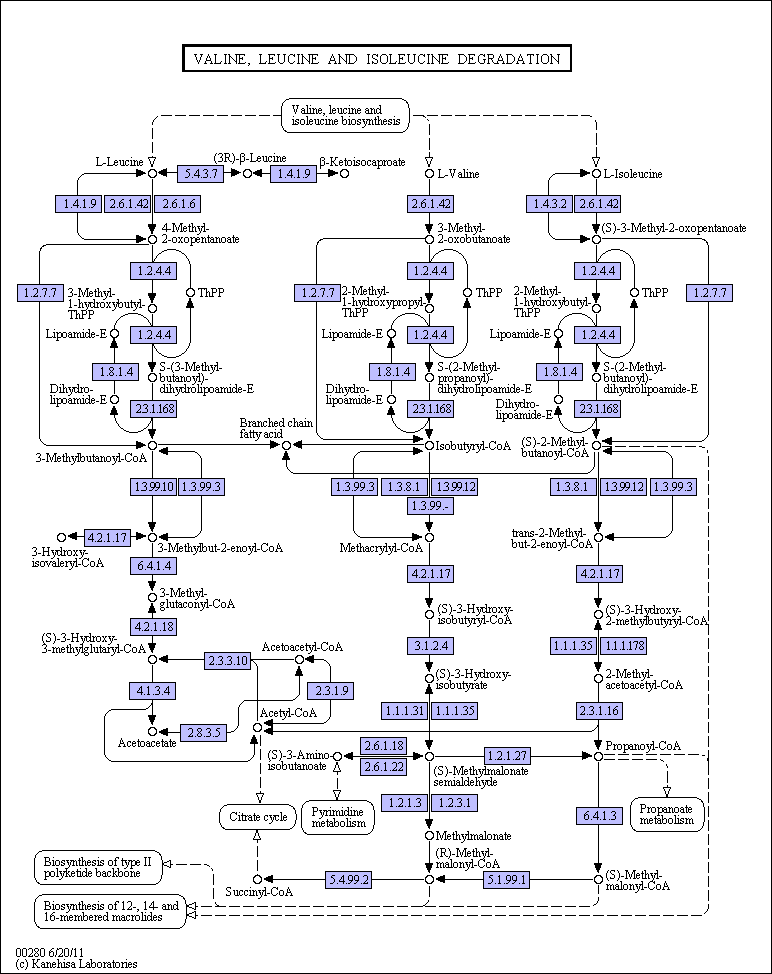 VALINE, LEUCINE AND ISOLEUCINE DEGRADATION
Valine, leucine and
isoleucine biosynthesis
L-Leucine
5.4.3.7
(3R)-β-Leucine
1.4.1.9
β-Ketoisocaproate
L-Valine
L-Isoleucine
1.4.1.9
2.6.1.42
2.6.1.6
2.6.1.42
1.4.3.2
2.6.1.42
4-Methyl-
2-oxopentanoate
3-Methyl-
2-oxobutanoate
(S)-3-Methyl-2-oxopentanoate
1.2.4.4
1.2.4.4
1.2.4.4
1.2.7.7
3-Methyl-
1-hydroxybutyl-
ThPP
ThPP
1.2.7.7
2-Methyl-
1-hydroxypropyl-
ThPP
ThPP
2-Methyl-
1-hydroxybutyl-
ThPP
ThPP
1.2.7.7
Lipoamide-E
1.2.4.4
Lipoamide-E
1.2.4.4
Lipoamide-E
1.2.4.4
1.8.1.4
S-(3-Methyl-
butanoyl)-
dihydrolipoamide-E
1.8.1.4
S-(2-Methyl-
propanoyl)-
dihydrolipoamide-E
1.8.1.4
S-(2-Methyl-
butanoyl)-
dihydrolipoamide-E
Dihydro-
lipoamide-E
2.3.1.168
Dihydro-
lipoamide-E
2.3.1.168
Dihydro-
lipoamide-E
2.3.1.168
Branched chain
fatty acid
3-Methylbutanoyl-CoA
Isobutyryl-CoA
(S)-2-Methyl-
butanoyl-CoA
1.3.99.10
1.3.99.3
1.3.99.3
1.3.8.1
1.3.99.12
1.3.99.-
1.3.8.1
1.3.99.12
1.3.99.3
4.2.1.17
3-Hydroxy-
isovaleryl-CoA
3-Methylbut-2-enoyl-CoA
Methacrylyl-CoA
trans-2-Methyl-
but-2-enoyl-CoA
6.4.1.4
4.2.1.17
4.2.1.17
3-Methyl-
glutaconyl-CoA
(S)-3-Hydroxy-
isobutyryl-CoA
(S)-3-Hydroxy-
2-methylbutyryl-CoA
4.2.1.18
(S)-3-Hydroxy-
3-methylglutaryl-CoA
Acetoacetyl-CoA
3.1.2.4
1.1.1.35
1.1.1.178
2.3.3.10
4.1.3.4
2.3.1.9
(S)-3-Hydroxy-
isobutyrate
2-Methyl-
acetoacetyl-CoA
Acetyl-CoA
1.1.1.31
1.1.1.35
2.3.1.16
Acetoacetate
2.8.3.5
(S)-3-Amino-
isobutanoate
2.6.1.18
2.6.1.22
1.2.1.27
Propanoyl-CoA
(S)-Methylmalonate
semialdehyde
Citrate cycle
Pyrimidine
metabolism
1.2.1.3
1.2.3.1
6.4.1.3
Propanoate
metabolism
Methylmalonate
(R)-Methyl-
malonyl-CoA
Biosynthesis of type II
polyketide backbone
Succinyl-CoA
5.4.99.2
5.1.99.1
(S)-Methyl-
malonyl-CoA
Biosynthesis of 12-, 14- and
16-membered macrolides
00280 6/20/11
(c) Kanehisa Laboratories